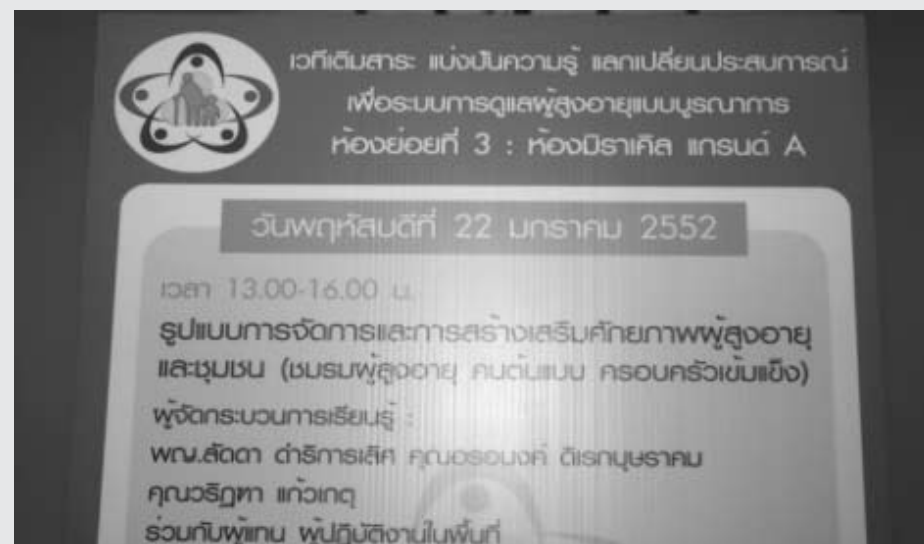 เวทีเติมสาระ แบ่งปันความรู้ แลกเปลี่ยนประสบการณ์
เพื่อระบบการดูแลผู้สูงอายุแบบบูรณาการ
ห้องย่อยที่ 3 : ห้องมิราเคิล แกรนด์ A
วันพฤหัสบดีที่ 22 มกราคม 2552
เวลา 13.00-16.00 น.
รูปแบบการจัดการและการสร้างเสริมศักยภาพผู้สูงอายุ
และชุมชน (ชมรมผู้สูงอายุ คนต้นแบบ ครอบครัวเข้มแข็ง)
ผู้จัดกระบวนการเรียนรู้ :
พญ.ลัดดา ดำริการเลิศ คุณอรอนงค์ ดิเรกบุษราคม
คุณวริฎฐา แก้วเกตุ
ร่วมกับผู้แทน ผู้ปฏิบัติงานในพื้นที่